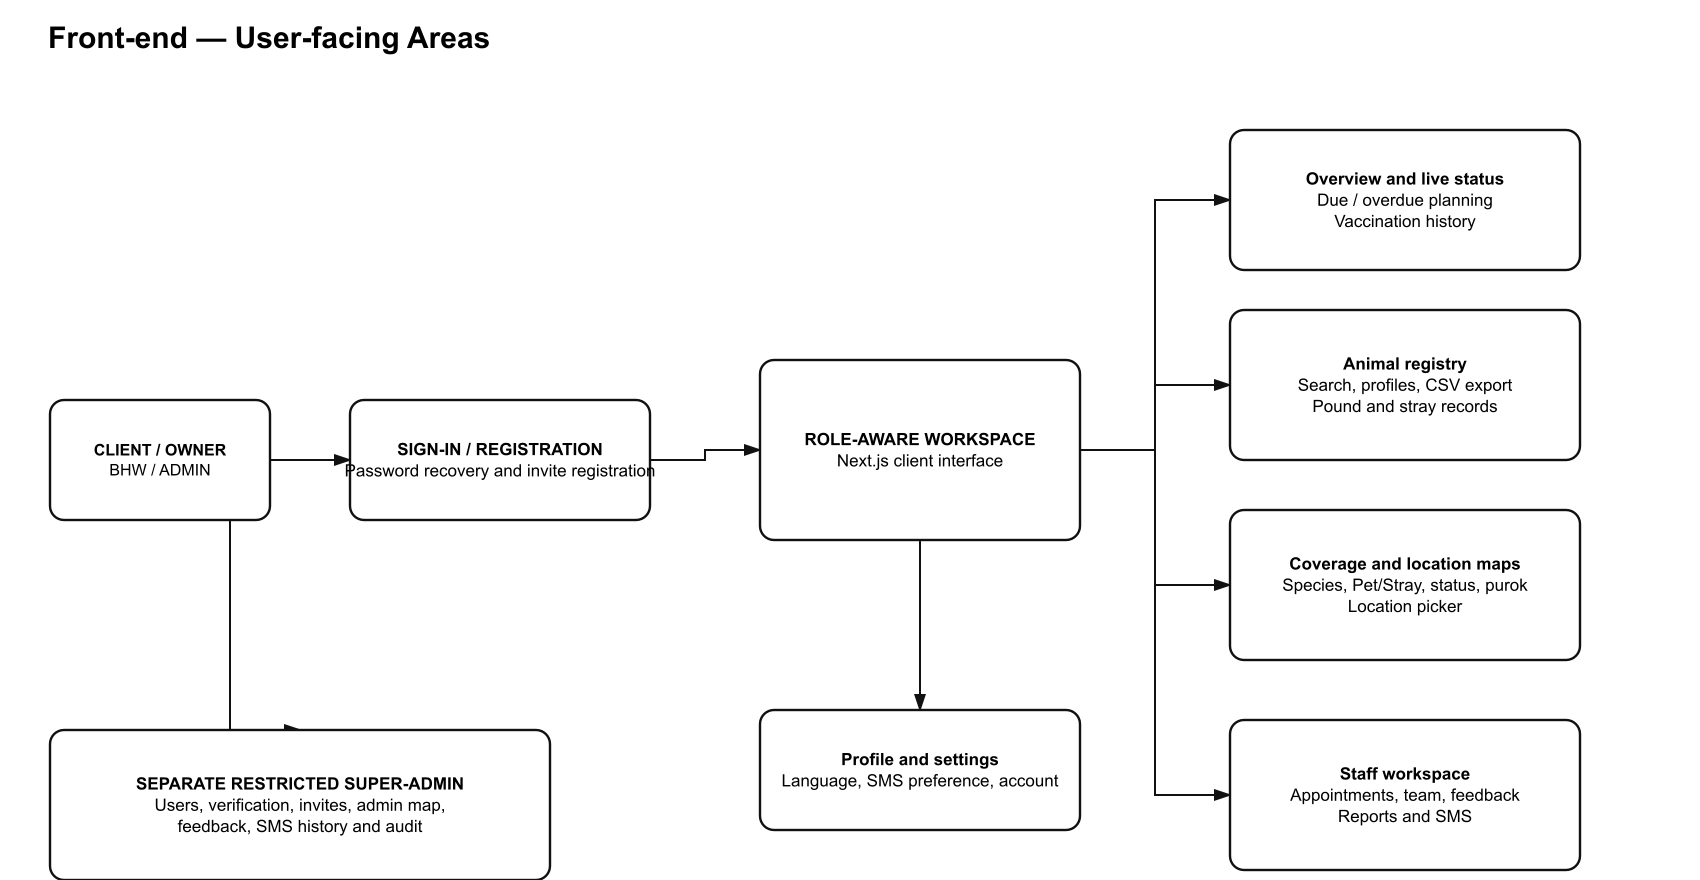 Front-end — User-facing Areas
Overview and live status
Due / overdue planning
Vaccination history
Animal registry
Search, profiles, CSV export
Pound and stray records
CLIENT / OWNER
BHW / ADMIN
SIGN-IN / REGISTRATION
Password recovery and invite registration
ROLE-AWARE WORKSPACE
Next.js client interface
Coverage and location maps
Species, Pet/Stray, status, purok
Location picker
SEPARATE RESTRICTED SUPER-ADMIN
Users, verification, invites, admin map,
feedback, SMS history and audit
Profile and settings
Language, SMS preference, account
Staff workspace
Appointments, team, feedback
Reports and SMS